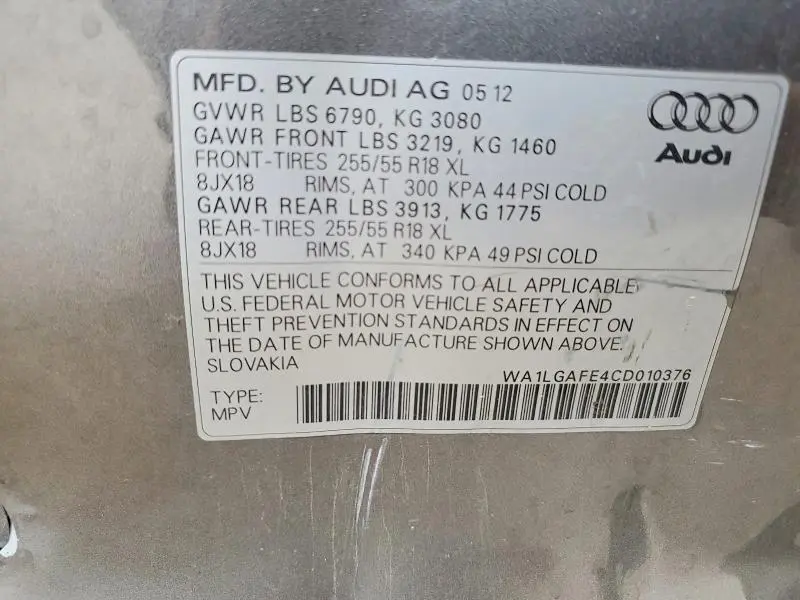 MFD. BY AUDI AG 05 12
GVWR LBS 6790, KG 3080
GAWR FRONT LBS 3219, KG 1460
FRONT-TIRES 255/55 R18 XL
8JX18 RIMS, AT 300 KPA 44 PSI COLD
GAWR REAR LBS 3913, KG 1775
REAR-TIRES 255/55 R18 XL
8JX18 RIMS, AT 340 KPA 49 PSI COLD
Audi
THIS VEHICLE CONFORMS TO ALL APPLICABLE
U.S. FEDERAL MOTOR VEHICLE SAFETY AND
THEFT PREVENTION STANDARDS IN EFFECT ON
THE DATE OF MANUFACTURE SHOWN ABOVE.
SLOVAKIA
WA1LGAFE4CD010376
TYPE:
MPV